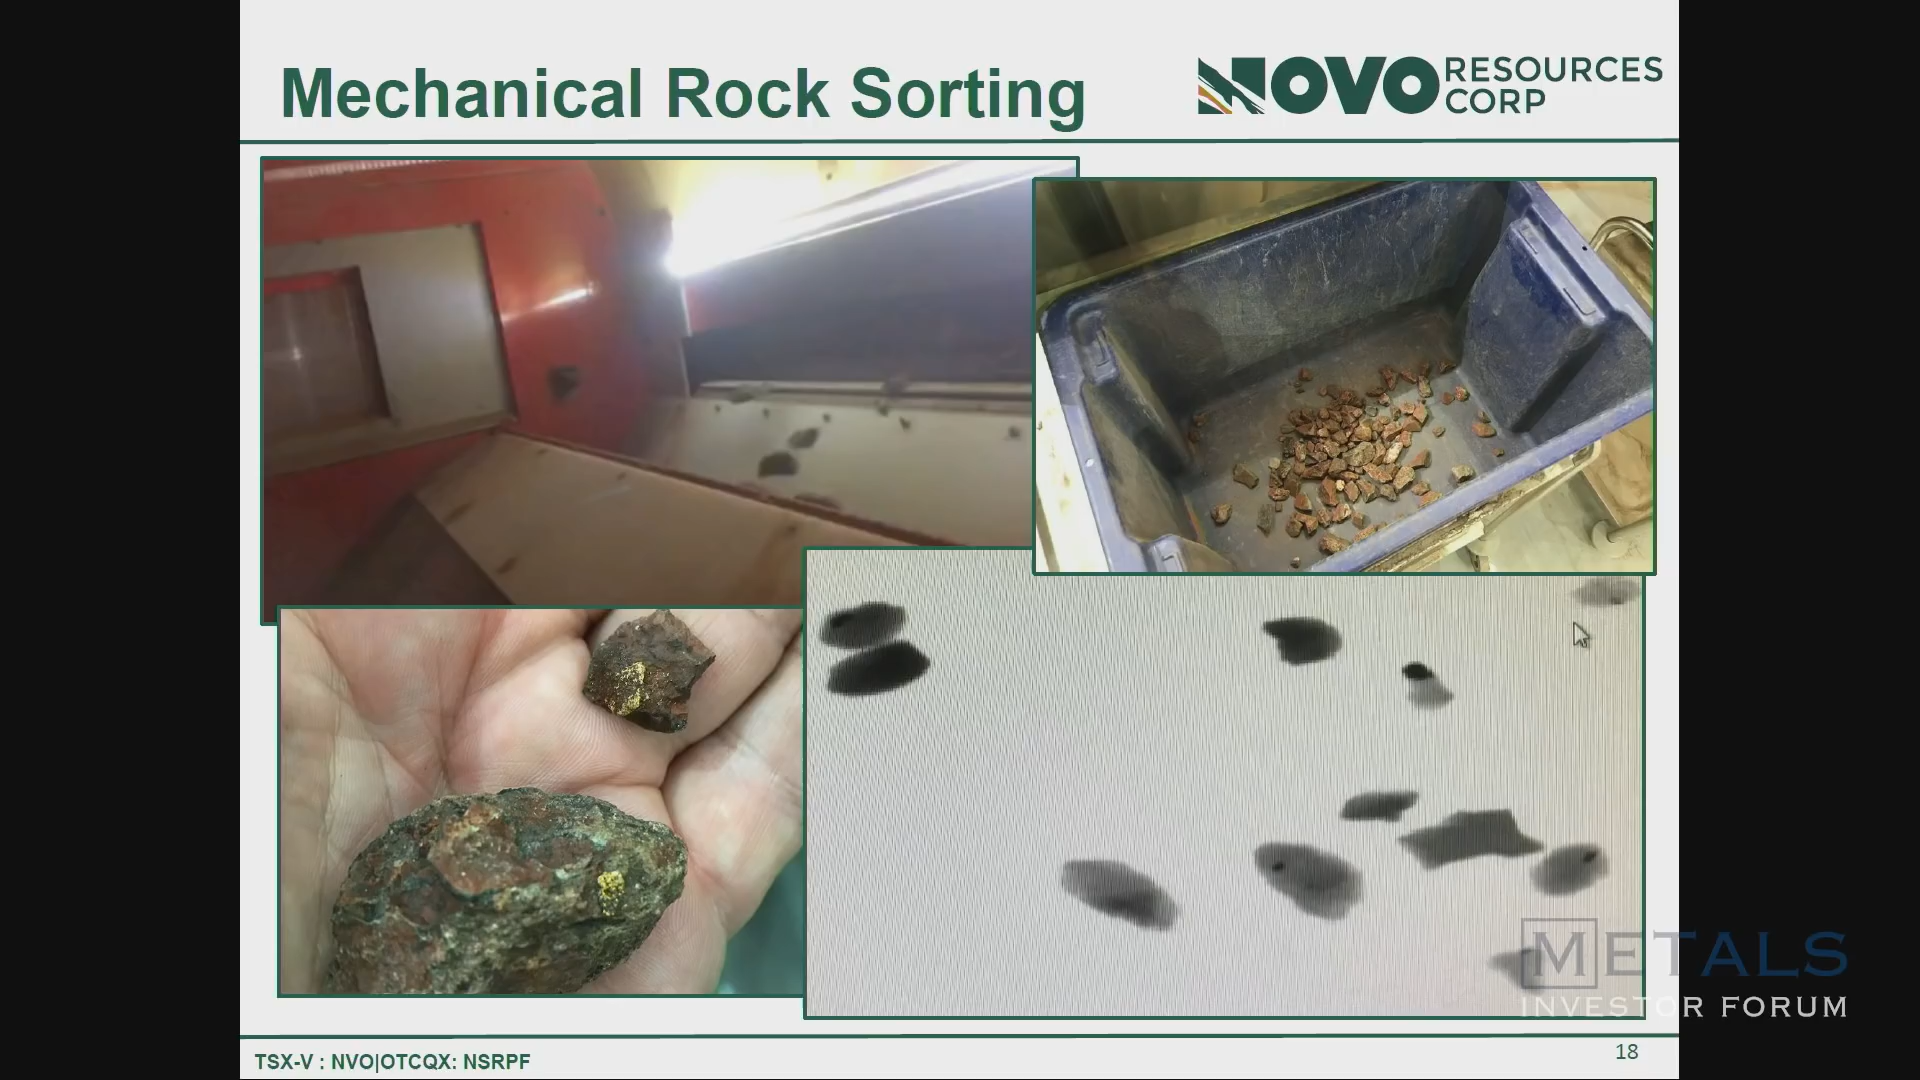 Mechanical Rock Sorting
NOVO RESOURCES CORP
METALS
INVESTOR FORUM
TSX-V : NVO|OTCQX: NSRPF
18